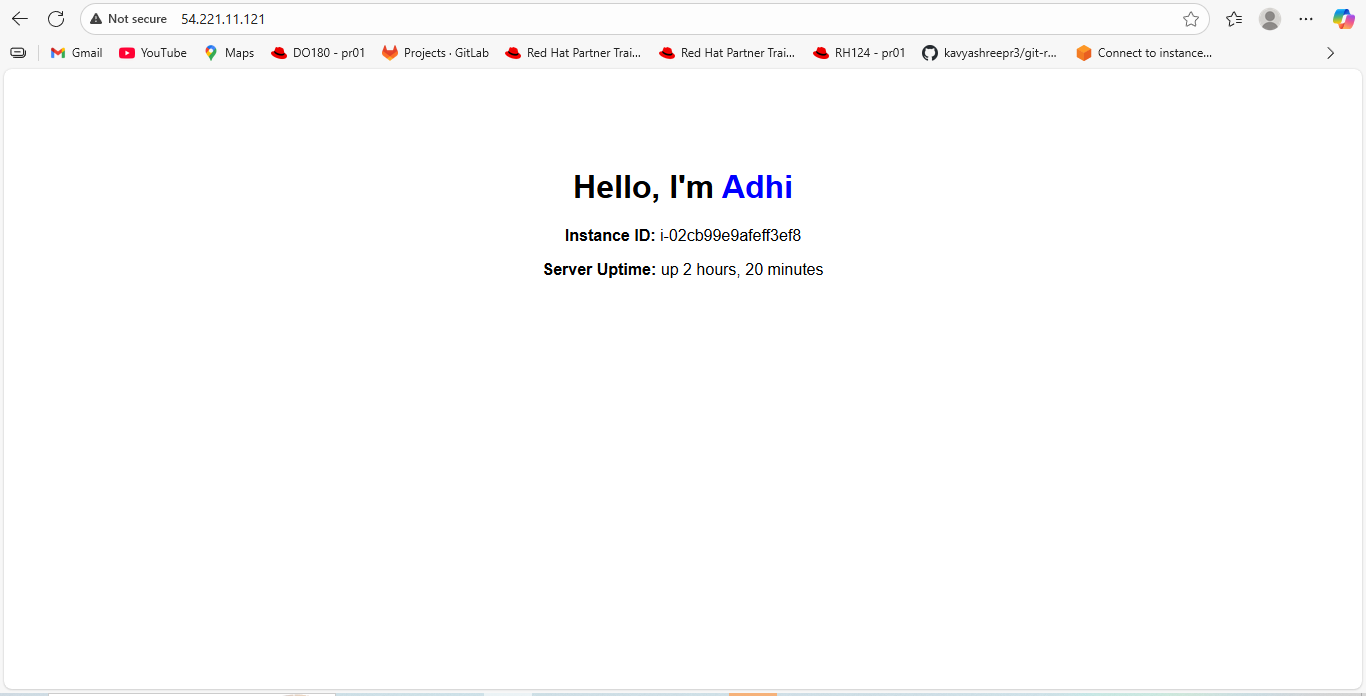 Not secure 54.221.11.121
Gmail YouTube Maps DO180 - pr01 Projects · GitLab Red Hat Partner Trai... Red Hat Partner Trai... RH124 - pr01 kavyashreepr3/git-r... Connect to instance...
Hello, I'm Adhi
Instance ID: i-02cb99e9afeff3ef8
Server Uptime: up 2 hours, 20 minutes